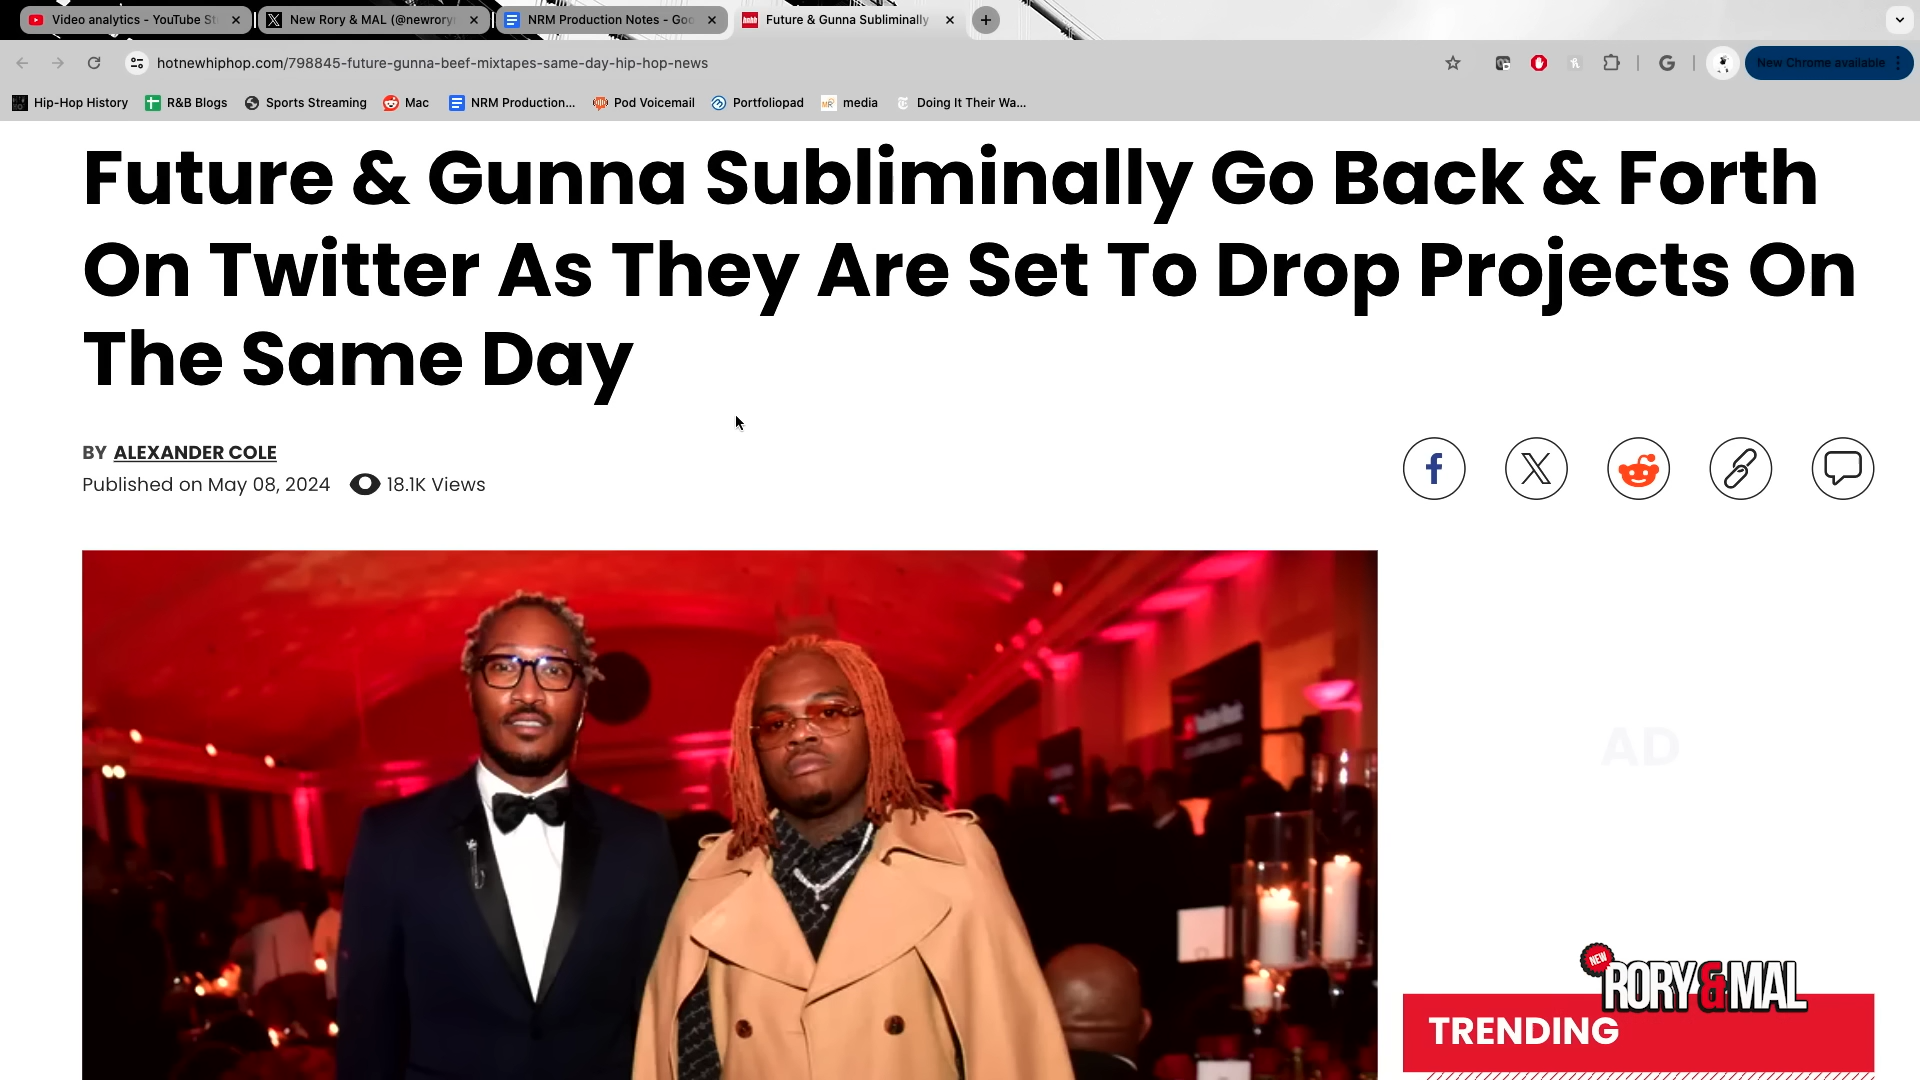 Video analytics - YouTube St
New Rory & MAL (@newrory
NRM Production Notes - Goo
Future & Gunna Subliminally
hotnewhiphop.com/798845-future-gunna-beef-mixtapes-same-day-hip-hop-news
New Chrome available
Hip-Hop History
R&B Blogs
Sports Streaming
Mac
NRM Production...
Pod Voicemail
Portfoliopad
media
Doing It Their Wa...
Future & Gunna Subliminally Go Back & Forth
On Twitter As They Are Set To Drop Projects On
The Same Day
BY ALEXANDER COLE
Published on May 08, 2024
18.1K Views
AD
NEW
RORY & MAL
TRENDING